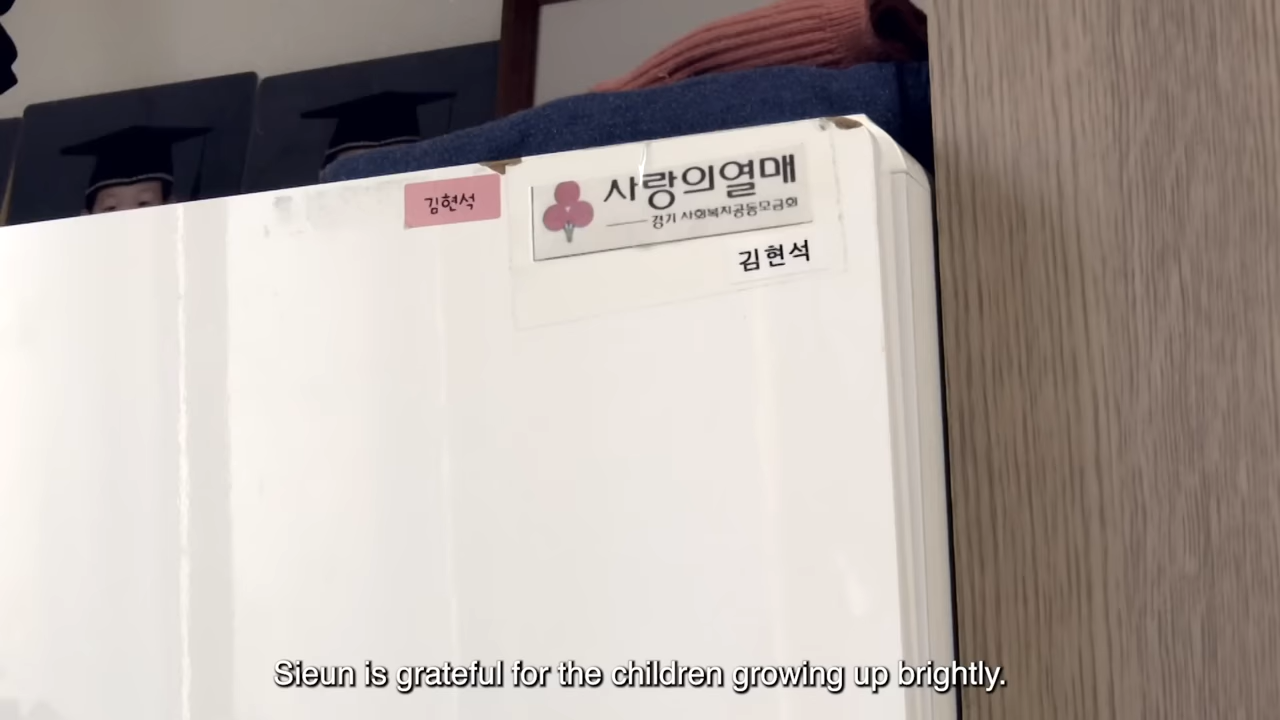 김현석
사랑의열매
경기 사회복지공동모금회
김현석
Sieun is grateful for the children growing up brightly.